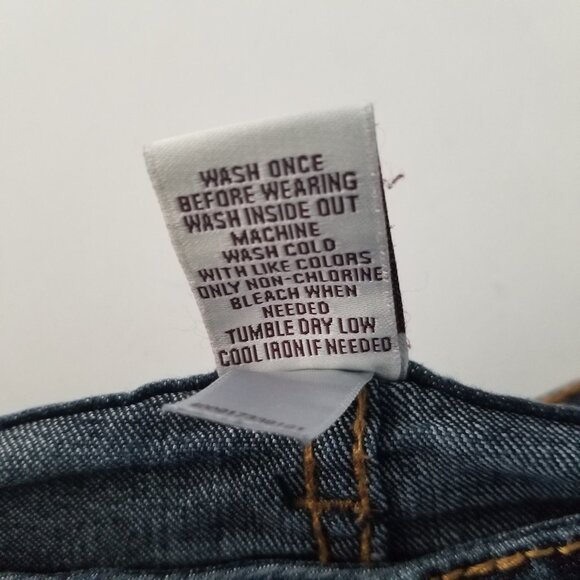 WASH ONCE
BEFORE WEARING
WASH INSIDE OUT
MACHINE
WASH COLD
WITH LIKE COLORS
ONLY NON-CHLORINE
BLEACH WHEN
NEEDED
TUMBLE DRY LOW
COOL IRON IF NEEDED